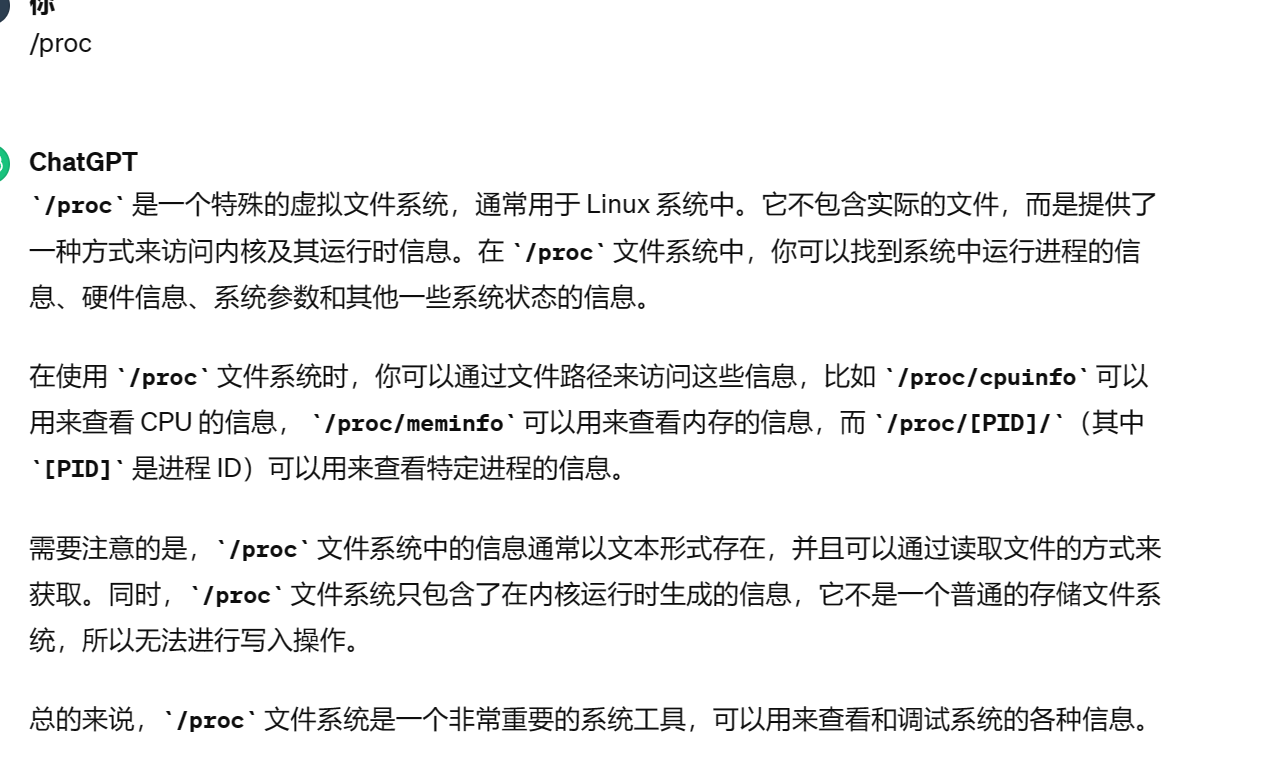 你
/proc
ChatGPT
`/proc` 是一个特殊的虚拟文件系统，通常用于 Linux 系统中。它不包含实际的文件，而是提供了
一种方式来访问内核及其运行时信息。在 `/proc` 文件系统中，你可以找到系统中运行进程的信
息、硬件信息、系统参数和其他一些系统状态的信息。
在使用 `/proc` 文件系统时，你可以通过文件路径来访问这些信息，比如 `/proc/cpuinfo` 可以
用来查看 CPU 的信息， `/proc/meminfo` 可以用来查看内存的信息，而 `/proc/[PID]/`（其中
`[PID]` 是进程 ID）可以用来查看特定进程的信息。
需要注意的是， `/proc` 文件系统中的信息通常以文本形式存在，并且可以通过读取文件的方式来
获取。同时， `/proc` 文件系统只包含了在内核运行时生成的信息，它不是一个普通的存储文件系
统，所以无法进行写入操作。
总的来说， `/proc` 文件系统是一个非常重要的系统工具，可以用来查看和调试系统的各种信息。